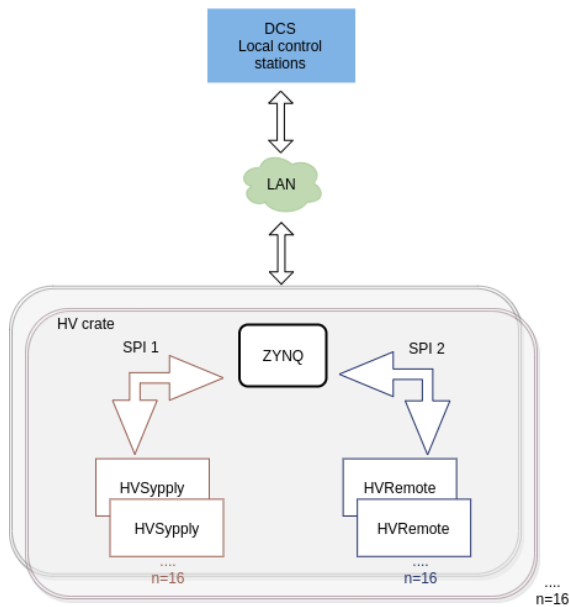 DCS
Local control
stations
LAN
HV crate
SPI 1
ZYNQ
SPI 2
HVSypply
HVSypply
....
n=16
HVRemote
HVRemote
....
n=16
....
n=16